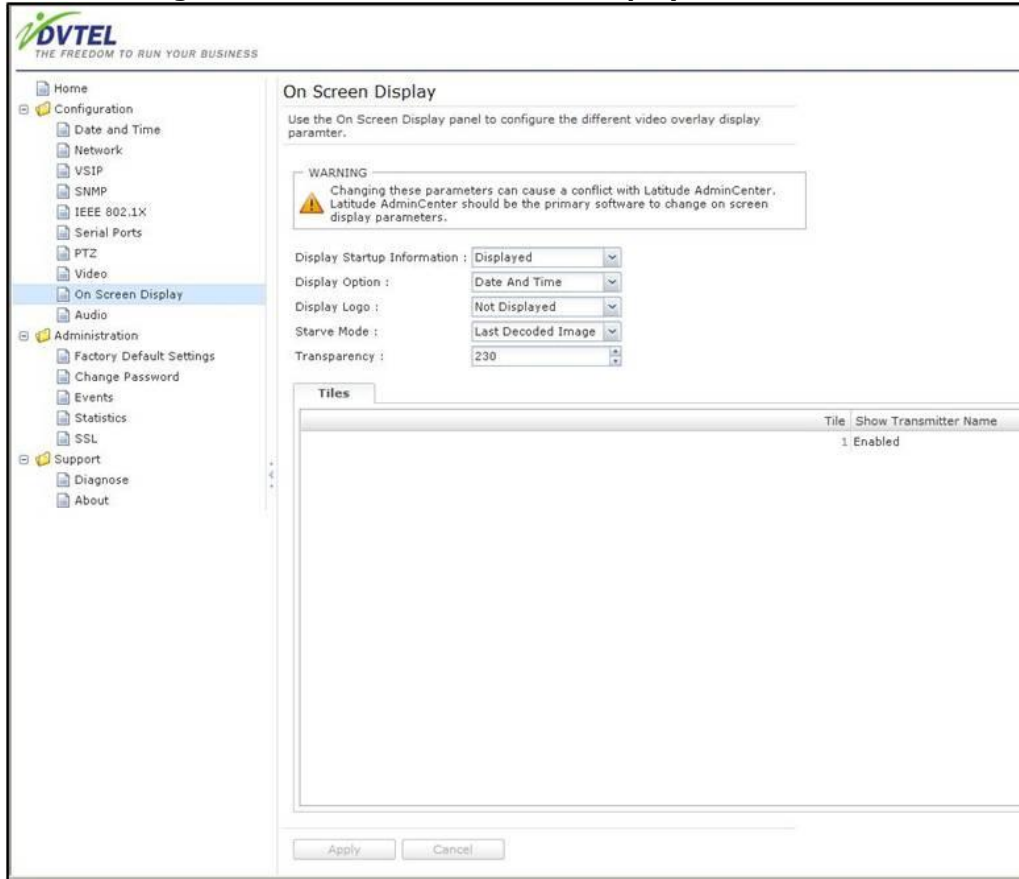 DVTEL
THE FREEDOM TO RUN YOUR BUSINESS
Home
Configuration
Date and Time
Network
VSIP
SNMP
IEEE 802.1X
Serial Ports
PTZ
Video
On Screen Display
Audio
Administration
Factory Default Settings
Change Password
Events
Statistics
SSL
Support
Diagnose
About
On Screen Display
Use the On Screen Display panel to configure the different video overlay display
paramter.
WARNING
Changing these parameters can cause a conflict with Latitude AdminCenter.
Latitude AdminCenter should be the primary software to change on screen
display parameters.
Display Startup Information : Displayed
Display Option : Date And Time
Display Logo : Not Displayed
Starve Mode : Last Decoded Image
Transparency : 230
Tiles
Tile Show Transmitter Name
1 Enabled
Apply Cancel